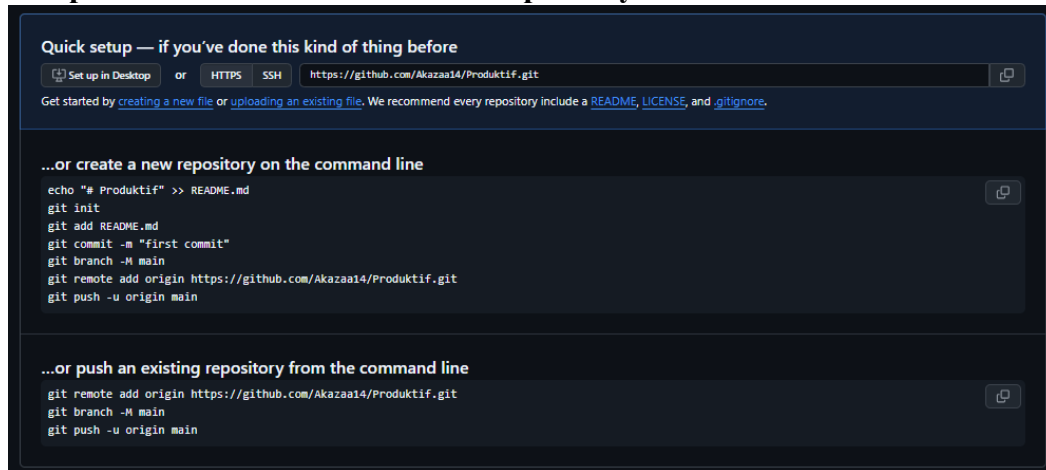 Quick setup — if you've done this kind of thing before
Set up in Desktop or HTTPS SSH https://github.com/Akazaa14/Produktif.git
Get started by creating a new file or uploading an existing file. We recommend every repository include a README, LICENSE, and .gitignore.
...or create a new repository on the command line
echo "# Produktif" >> README.md
git init
git add README.md
git commit -m "first commit"
git branch -M main
git remote add origin https://github.com/Akazaa14/Produktif.git
git push -u origin main
...or push an existing repository from the command line
git remote add origin https://github.com/Akazaa14/Produktif.git
git branch -M main
git push -u origin main